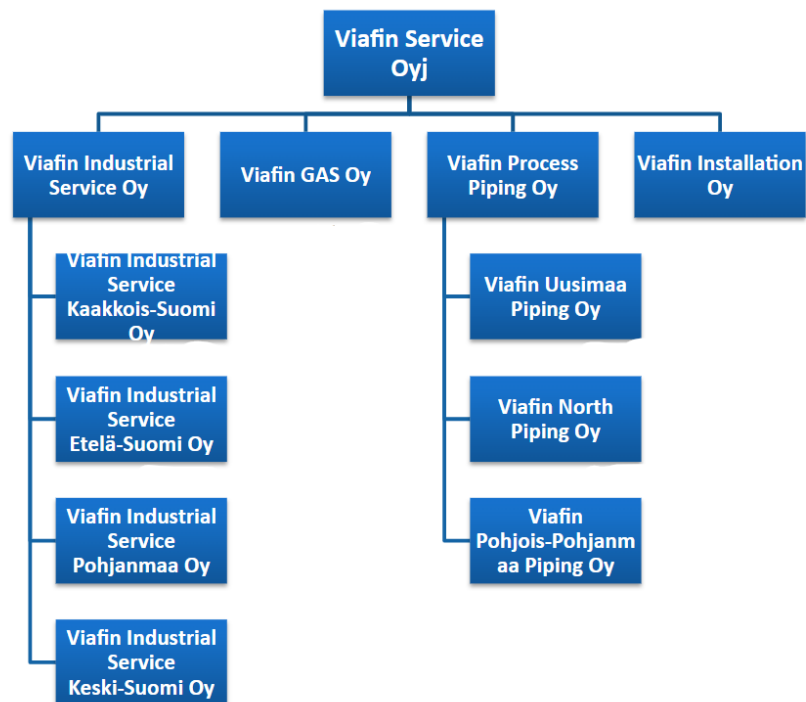 Viafin Service
Oyj
Viafin Industrial
Service Oy
Viafin GAS Oy
Viafin Process
Piping Oy
Viafin Installation
Oy
Viafin Industrial
Service
Kaakkois-Suomi
Oy
Viafin Industrial
Service
Etelä-Suomi Oy
Viafin Industrial
Service
Pohjanmaa Oy
Viafin Industrial
Service
Keski-Suomi Oy
Viafin Uusimaa
Piping Oy
Viafin North
Piping Oy
Viafin
Pohjois-Pohjanm
aa Piping Oy